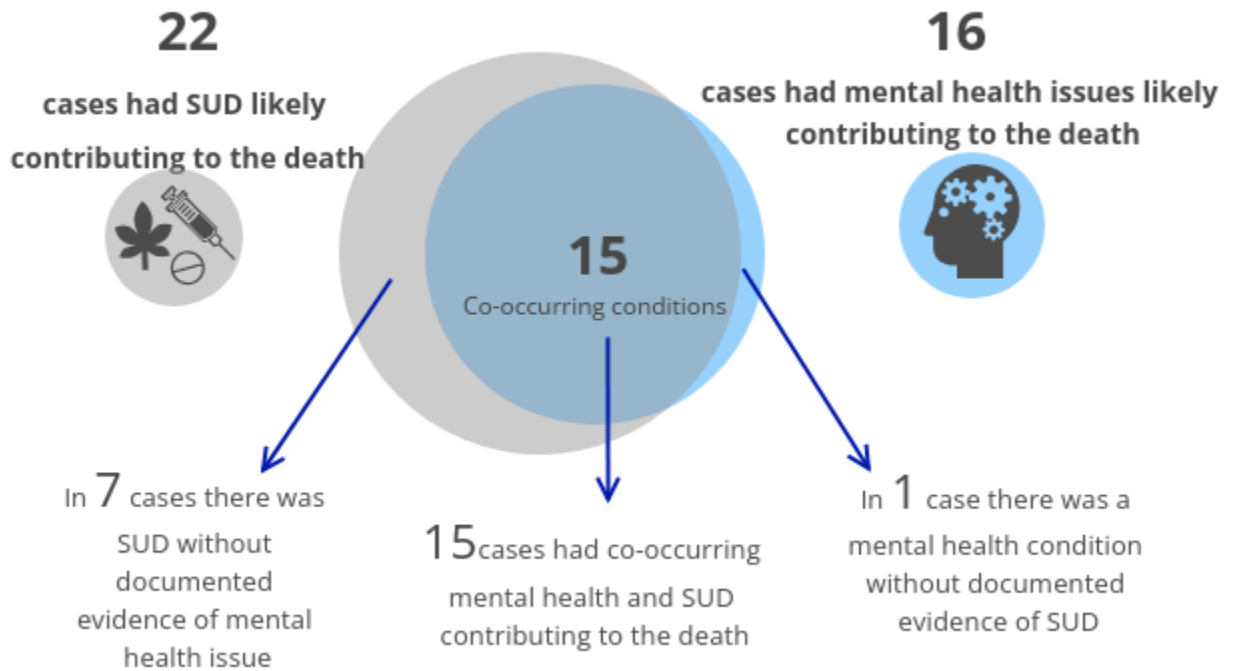 22
cases had SUD likely
contributing to the death
16
cases had mental health issues likely
contributing to the death
15
Co-occurring conditions
In 7 cases there was
SUD without
documented
evidence of mental
health issue
15cases had co-occurring
mental health and SUD
contributing to the death
In 1 case there was a
mental health condition
without documented
evidence of SUD